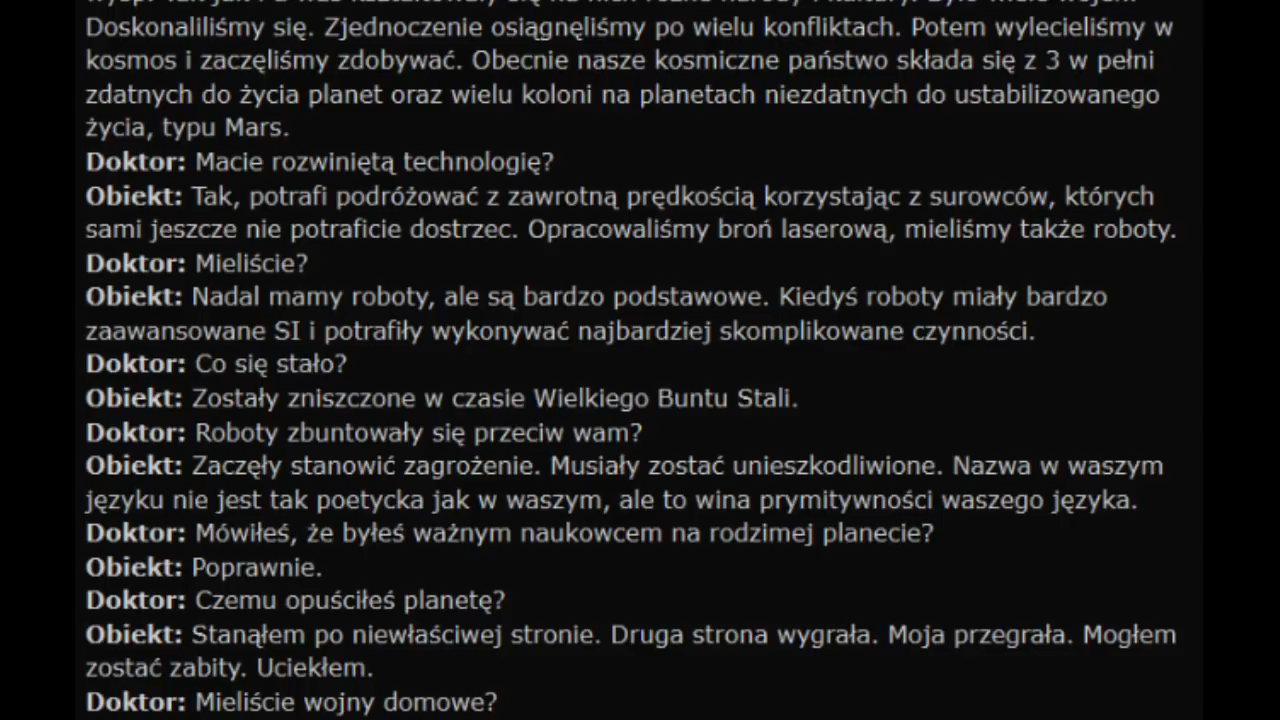 Doskonaliliśmy się. Zjednoczenie osiągnęliśmy po wielu konfliktach. Potem wylecieliśmy w
kosmos i zaczęliśmy zdobywać. Obecnie nasze kosmiczne państwo składa się z 3 w pełni
zdatnych do życia planet oraz wielu koloni na planetach niezdatnych do ustabilizowanego
życia, typu Mars.
Doktor: Macie rozwiniętą technologię?
Obiekt: Tak, potrafi podróżować z zawrotną prędkością korzystając z surowców, których
sami jeszcze nie potraficie dostrzec. Opracowaliśmy broń laserową, mieliśmy także roboty.
Doktor: Mieliście?
Obiekt: Nadal mamy roboty, ale są bardzo podstawowe. Kiedyś roboty miały bardzo
zaawansowane SI i potrafiły wykonywać najbardziej skomplikowane czynności.
Doktor: Co się stało?
Obiekt: Zostały zniszczone w czasie Wielkiego Buntu Stali.
Doktor: Roboty zbuntowały się przeciw wam?
Obiekt: Zaczęły stanowić zagrożenie. Musiały zostać unieszkodliwione. Nazwa w waszym
języku nie jest tak poetycka jak w waszym, ale to wina prymitywności waszego języka.
Doktor: Mówiłeś, że byłeś ważnym naukowcem na rodzimej planecie?
Obiekt: Poprawnie.
Doktor: Czemu opuściłeś planetę?
Obiekt: Stanąłem po niewłaściwej stronie. Druga strona wygrała. Moja przegrała. Mogłem
zostać zabity. Uciekłem.
Doktor: Mieliście wojny domowe?